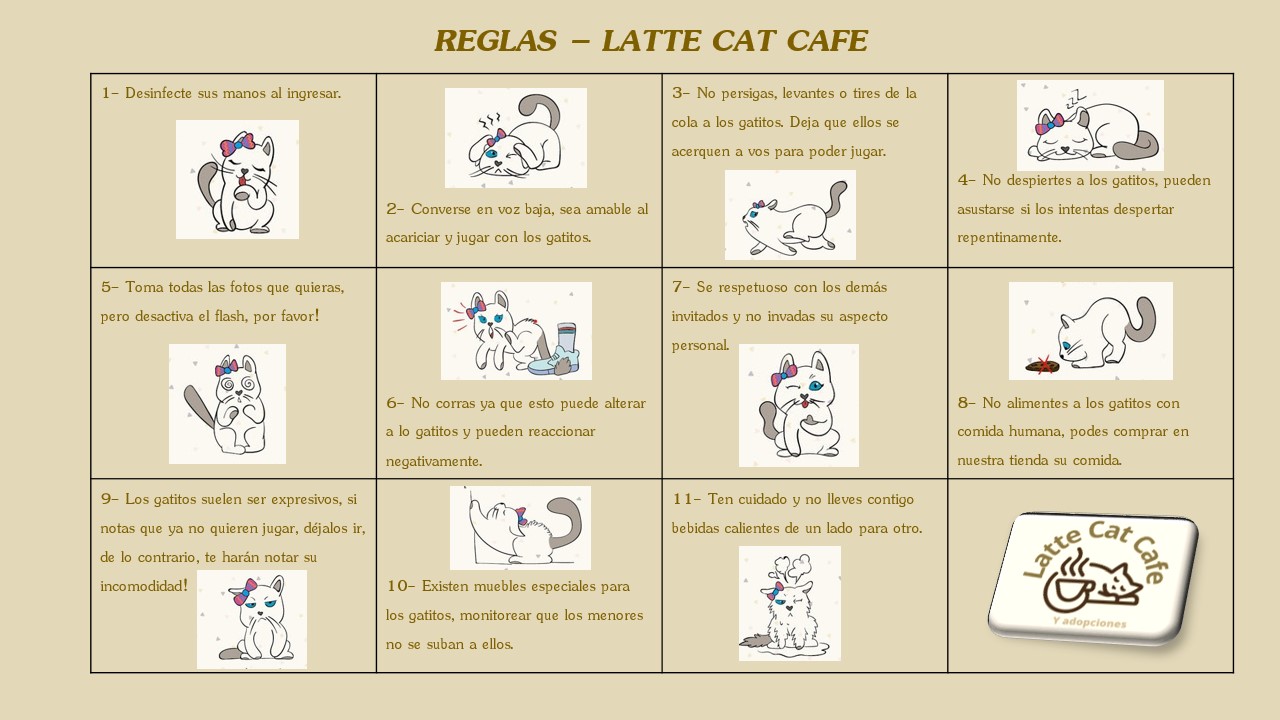 REGLAS – LATTE CAT CAFE
1- Desinfecte sus manos al ingresar.
2- Converse en voz baja, sea amable al
acariciar y jugar con los gatitos.
3- No persigas, levantes o tires de la
cola a los gatitos. Deja que ellos se
acerquen a vos para poder jugar.
4- No despiertes a los gatitos, pueden
asustarse si los intentas despertar
repentinamente.
5- Toma todas las fotos que quieras,
pero desactiva el flash, por favor!
6- No corras ya que esto puede alterar
a lo gatitos y pueden reaccionar
negativamente.
7- Se respetuoso con los demás
invitados y no invadas su aspecto
personal.
8- No alimentes a los gatitos con
comida humana, podes comprar en
nuestra tienda su comida.
9- Los gatitos suelen ser expresivos, si
notas que ya no quieren jugar, déjalos ir,
de lo contrario, te harán notar su
incomodidad!
10- Existen muebles especiales para
los gatitos, monitorear que los menores
no se suban a ellos.
11- Ten cuidado y no lleves contigo
bebidas calientes de un lado para otro.
Latte Cat Cafe
Y adopciones